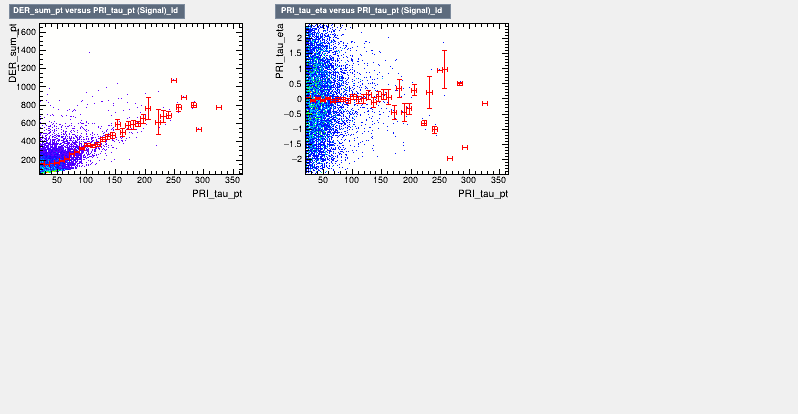 DER_sum_pt versus PRI_tau_pt (Signal)_Id
DER_sum_pt
1600
1400
1200
1000
800
600
400
200
50 100 150 200 250 300 350
PRI_tau_pt
PRI_tau_eta versus PRI_tau_pt (Signal)_Id
PRI_tau_eta
2
1.5
1
0.5
0
−0.5
−1
−1.5
−2
50 100 150 200 250 300 350
PRI_tau_pt